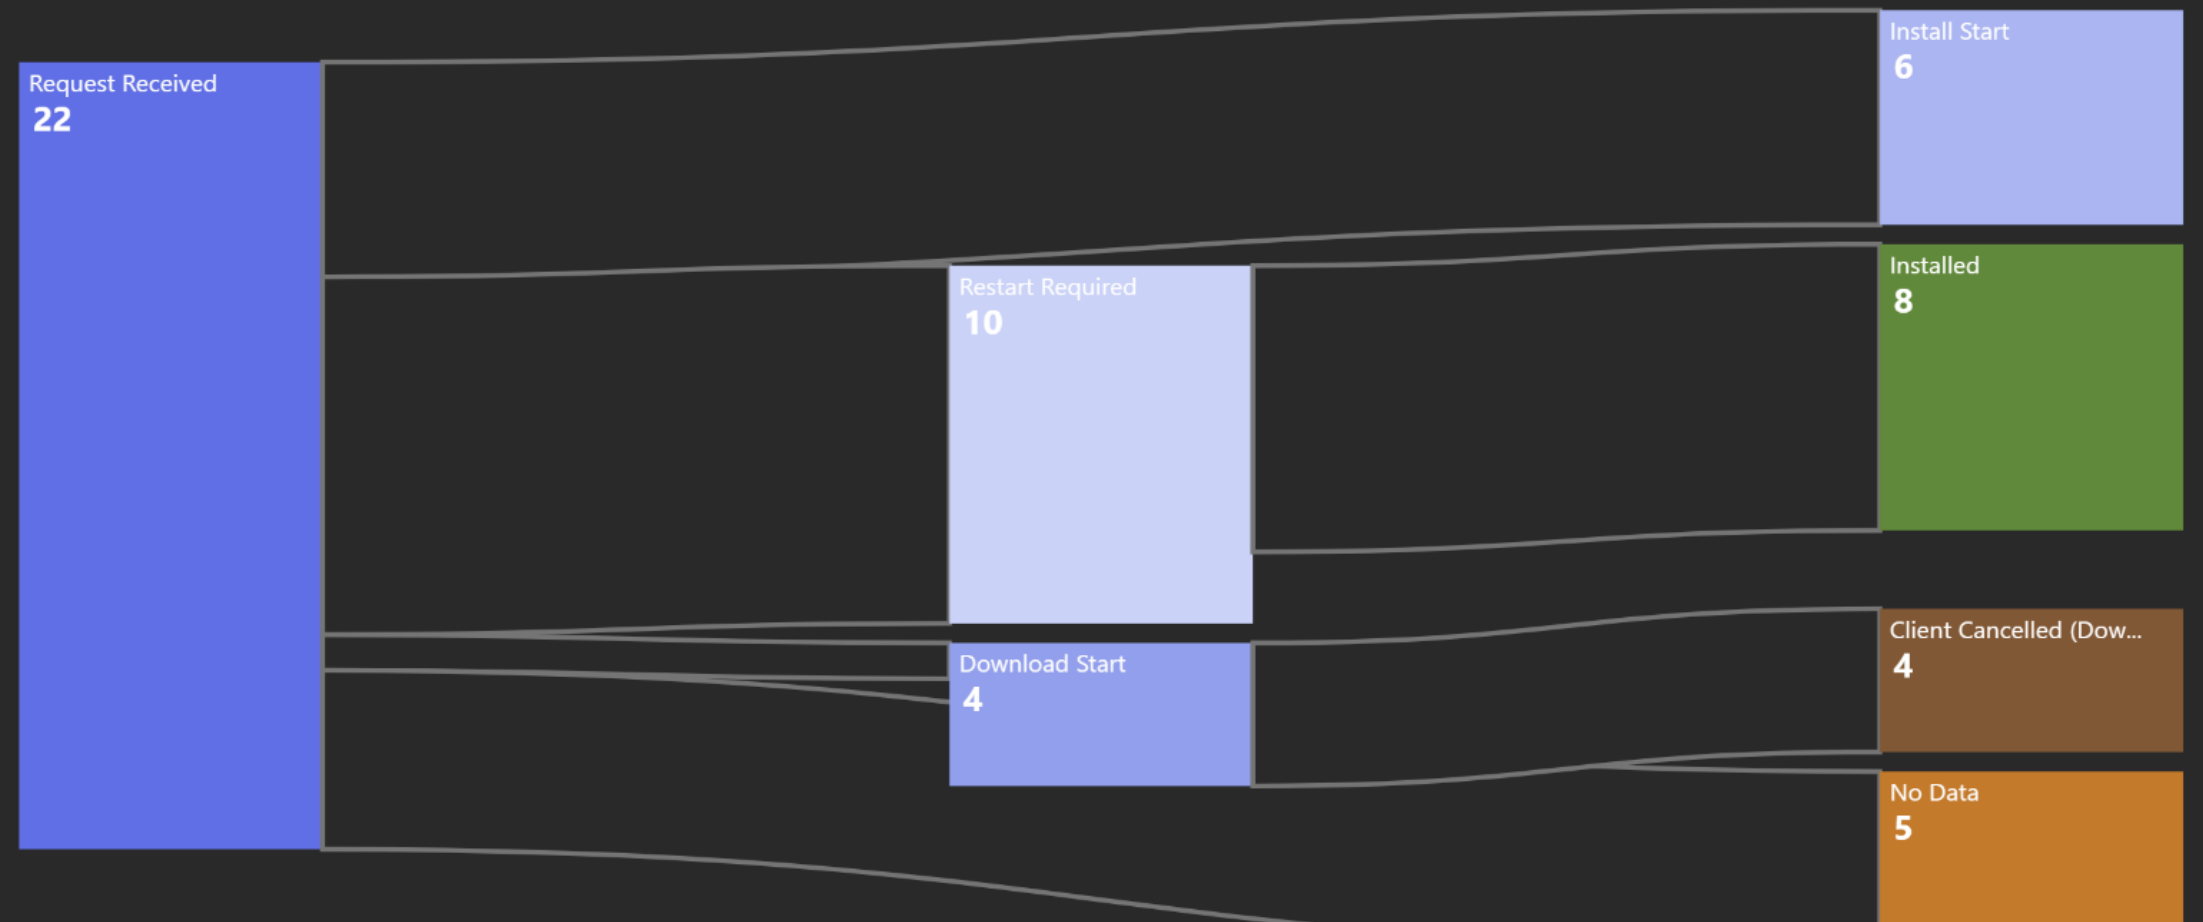 Request Received
22
Restart Required
10
Download Start
4
Install Start
6
Installed
8
Client Cancelled (Dow...
4
No Data
5